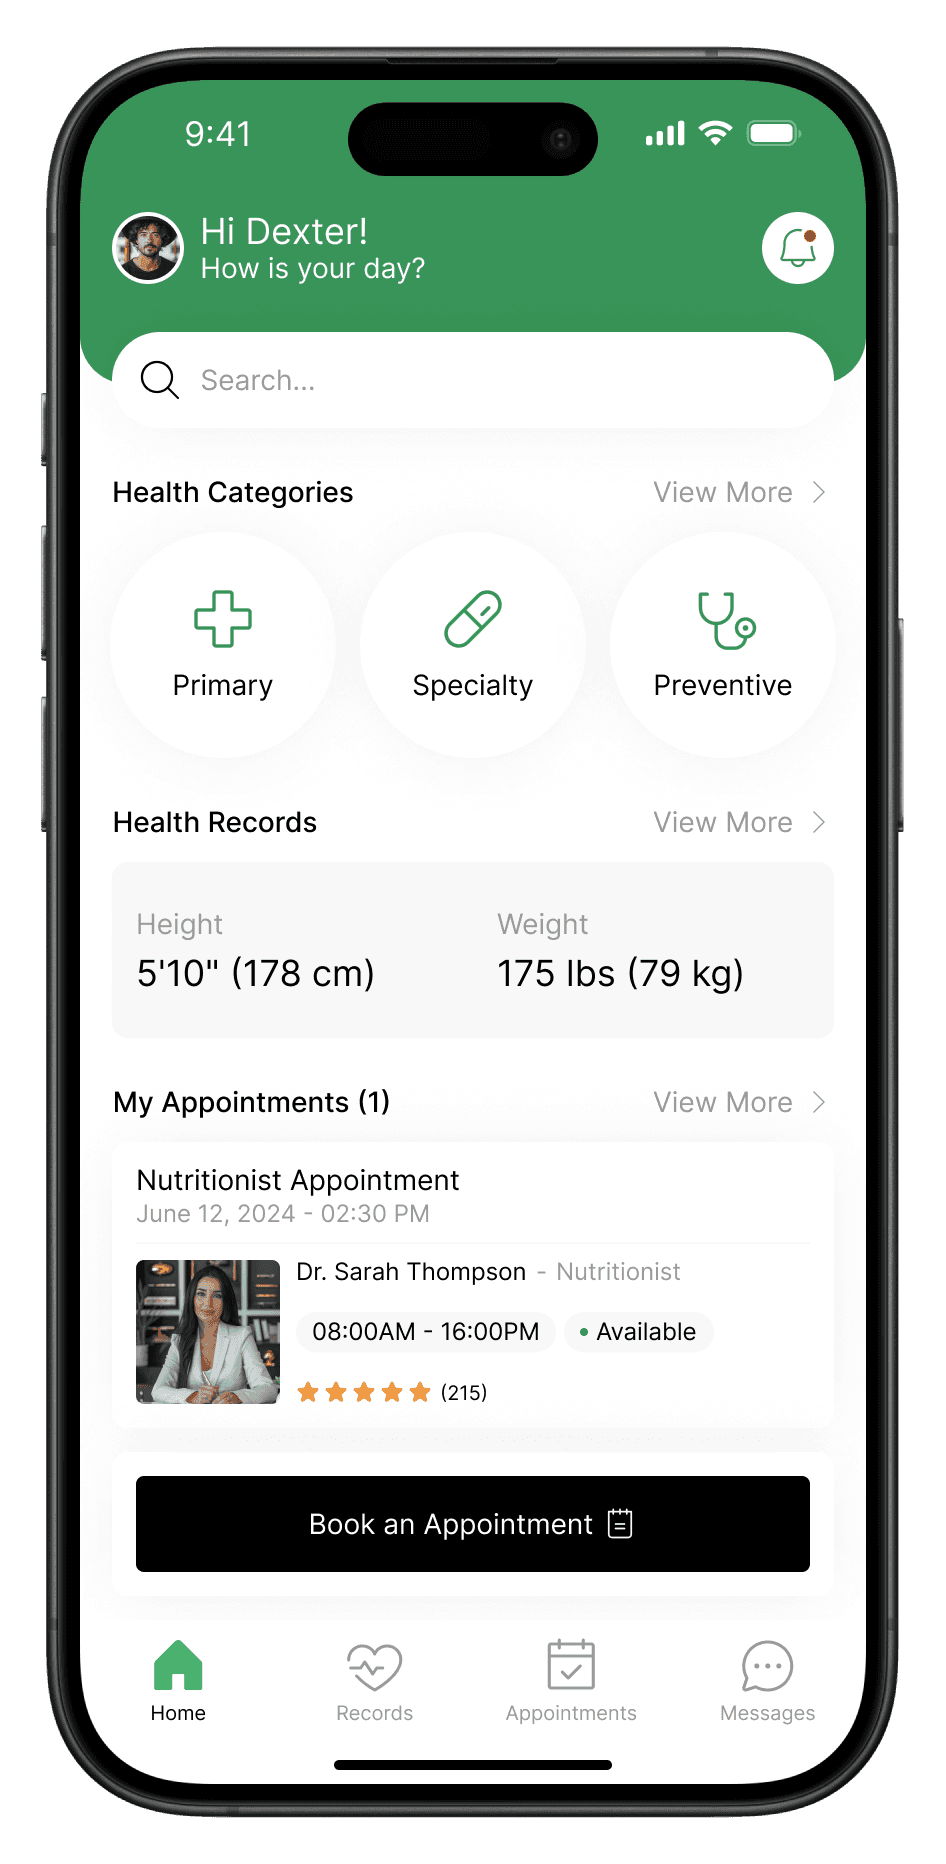 9:41
Hi Dexter!
How is your day?
Search...
Health Categories View More
Primary Specialty Preventive
Health Records View More
Height Weight
5'10" (178 cm) 175 lbs (79 kg)
My Appointments (1) View More
Nutritionist Appointment
June 12, 2024 - 02:30 PM
Dr. Sarah Thompson - Nutritionist
08:00AM - 16:00PM Available
(215)
Book an Appointment
Home Records Appointments Messages